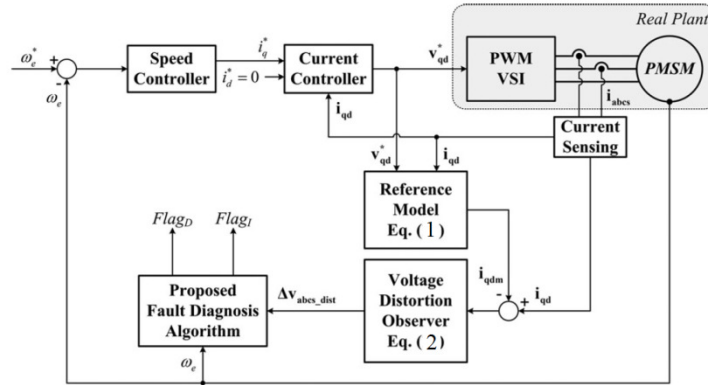 Real Plant
ω*e
+
-
ωe
Speed
Controller
i*q
i*d = 0
Current
Controller
v*qd
PWM
VSI
PMSM
iabcs
iqd
Current
Sensing
v*qd
iqd
Reference
Model
Eq. (1)
FlagD
FlagI
iqdm
-
+
iqd
Proposed
Fault Diagnosis
Algorithm
Δvabcs_dist
Voltage
Distortion
Observer
Eq. (2)
ωe